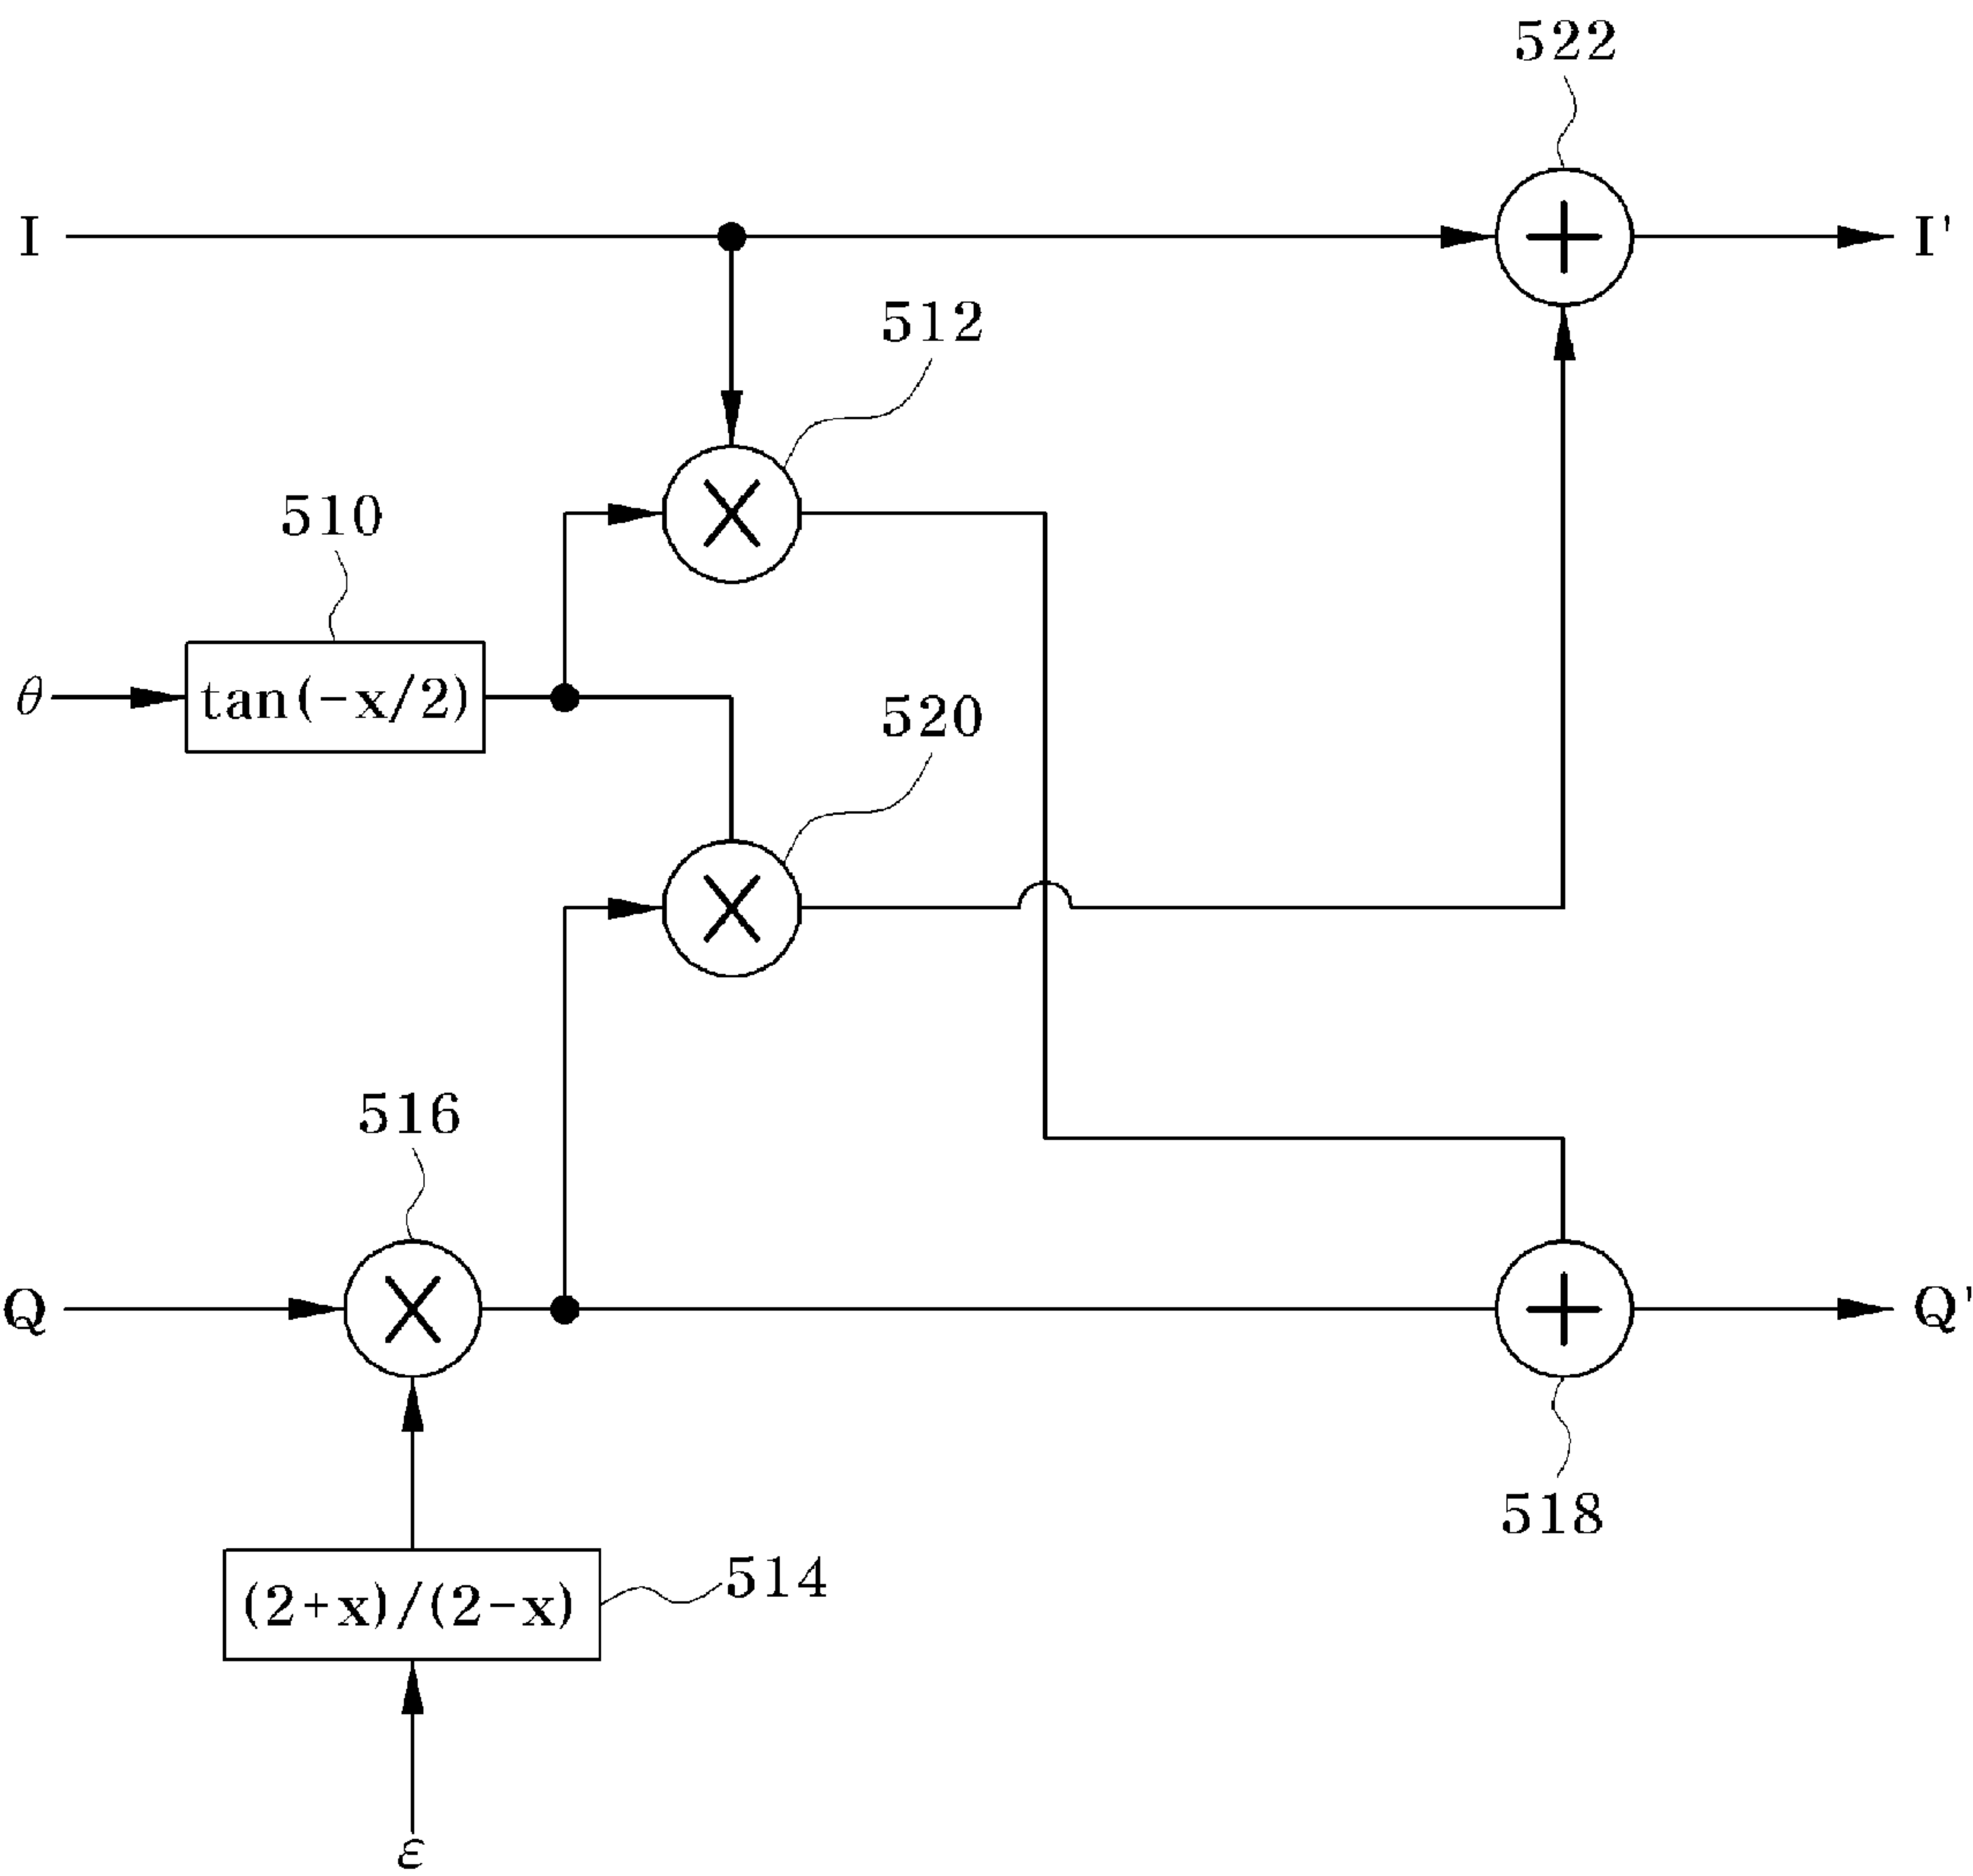 522
I
I'
512
510
θ
tan(-x/2)
520
516
Q
Q'
518
(2+x)/(2-x)
514
ε